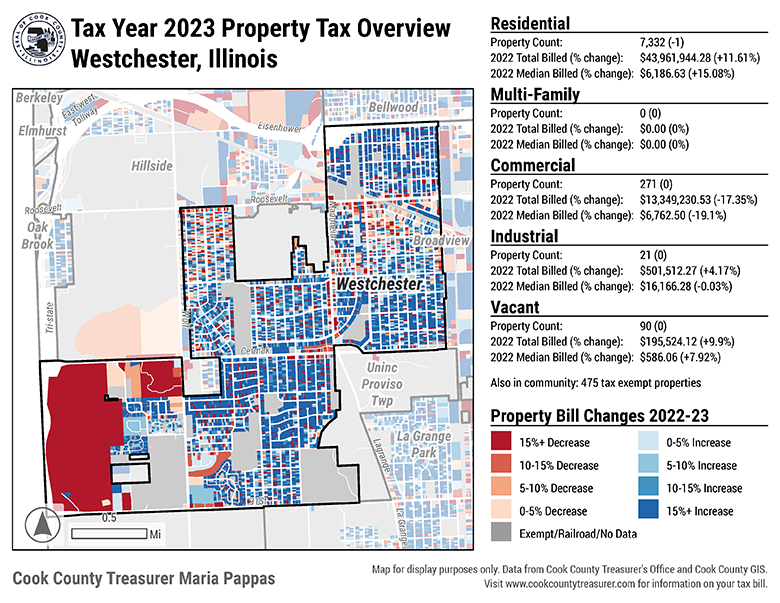 Tax Year 2023 Property Tax Overview
Westchester, Illinois
Residential
Property Count: 7,332 (-1)
2022 Total Billed (% change): $43,961,944.28 (+11.61%)
2022 Median Billed (% change): $6,186.63 (+15.08%)
Multi-Family
Property Count: 0 (0)
2022 Total Billed (% change): $0.00 (0%)
2022 Median Billed (% change): $0.00 (0%)
Commercial
Property Count: 271 (0)
2022 Total Billed (% change): $13,349,230.53 (-17.35%)
2022 Median Billed (% change): $6,762.50 (-19.1%)
Industrial
Property Count: 21 (0)
2022 Total Billed (% change): $501,512.27 (+4.17%)
2022 Median Billed (% change): $16,166.28 (-0.03%)
Vacant
Property Count: 90 (0)
2022 Total Billed (% change): $195,524.12 (+9.9%)
2022 Median Billed (% change): $586.06 (+7.92%)
Also in community: 475 tax exempt properties
Property Bill Changes 2022-23
15%+ Decrease
10-15% Decrease
5-10% Decrease
0-5% Decrease
0-5% Increase
5-10% Increase
10-15% Increase
15%+ Increase
Exempt/Railroad/No Data
Berkeley
East-west
Tollway
Elmhurst
Bellwood
Eisenhower
Hillside
Roosevelt
Roosevelt
Oak
Brook
Broadview
Westchester
Tri-state
Wolf
Cermak
Uninc
Proviso
Twp
La Grange
Park
Lagrange
31st
La Grange
0.5
Mi
Cook County Treasurer Maria Pappas
Map for display purposes only. Data from Cook County Treasurer's Office and Cook County GIS.
Visit www.cookcountytreasurer.com for information on your tax bill.